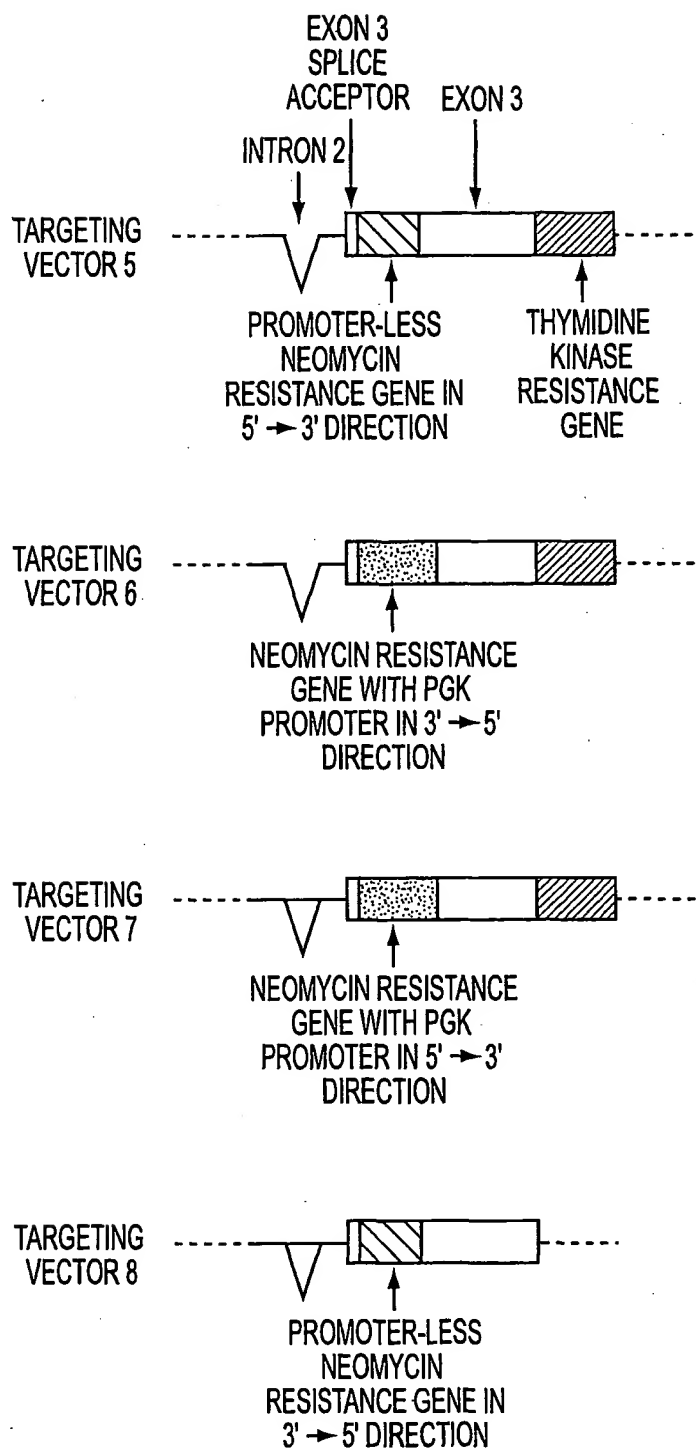 EXON 3
SPLICE
ACCEPTOR
EXON 3
INTRON 2
TARGETING
VECTOR 5
PROMOTER-LESS
NEOMYCIN
RESISTANCE GENE IN
5' → 3' DIRECTION
THYMIDINE
KINASE
RESISTANCE
GENE
TARGETING
VECTOR 6
NEOMYCIN RESISTANCE
GENE WITH PGK
PROMOTER IN 3' → 5'
DIRECTION
TARGETING
VECTOR 7
NEOMYCIN RESISTANCE
GENE WITH PGK
PROMOTER IN 5' → 3'
DIRECTION
TARGETING
VECTOR 8
PROMOTER-LESS
NEOMYCIN
RESISTANCE GENE IN
3' → 5' DIRECTION